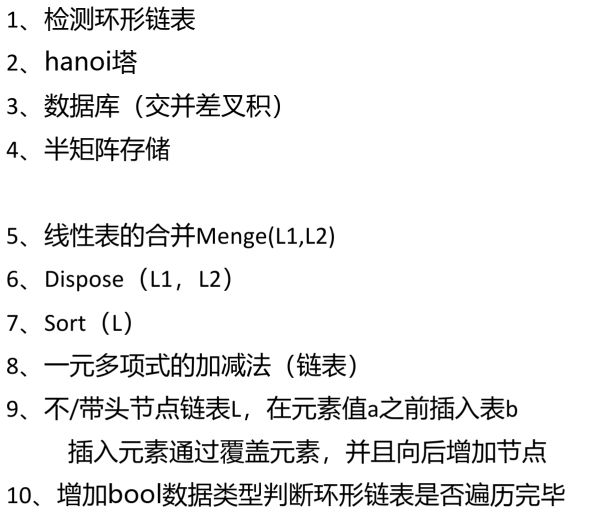 1、检测环形链表
2、hanoi塔
3、数据库（交并差叉积）
4、半矩阵存储
5、线性表的合并Menge(L1,L2)
6、Dispose（L1，L2）
7、Sort（L）
8、一元多项式的加减法（链表）
9、不/带头节点链表L，在元素值a之前插入表b
插入元素通过覆盖元素，并且向后增加节点
10、增加bool数据类型判断环形链表是否遍历完毕